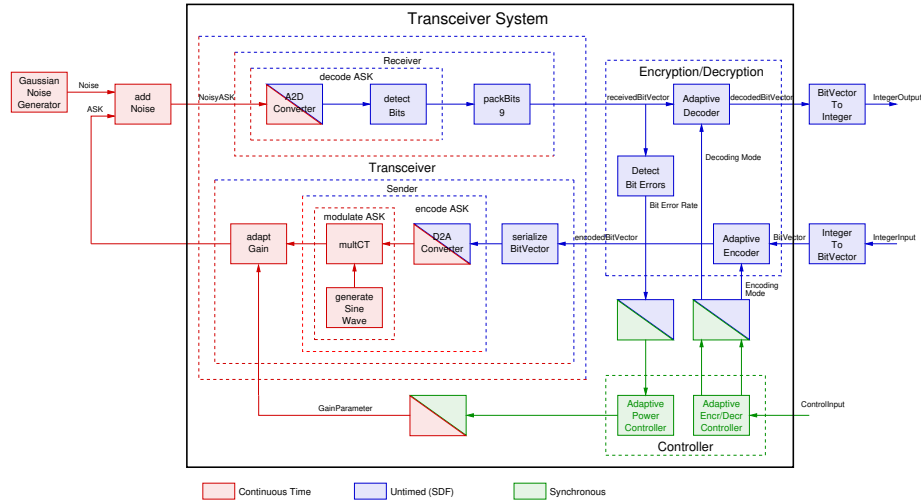 Transceiver System
Receiver
decode ASK
Encryption/Decryption
Gaussian
Noise
Generator
Noise
ASK
add
Noise
NoisyASK
A2D
Converter
detect
Bits
packBits
9
receivedBitVector
Adaptive
Decoder
decodedBitVector
BitVector
To
Integer
IntegerOutput
Decoding Mode
Detect
Bit Errors
Transceiver
Sender
Bit Error Rate
encode ASK
modulate ASK
adapt
Gain
multCT
D2A
Converter
serialize
BitVector
encodedBitVector
Adaptive
Encoder
BitVector
Integer
To
BitVector
IntegerInput
generate
Sine
Wave
Encoding
Mode
GainParameter
Adaptive
Power
Controller
Adaptive
Encr/Decr
Controller
ControlInput
Controller
Continuous Time
Untimed (SDF)
Synchronous